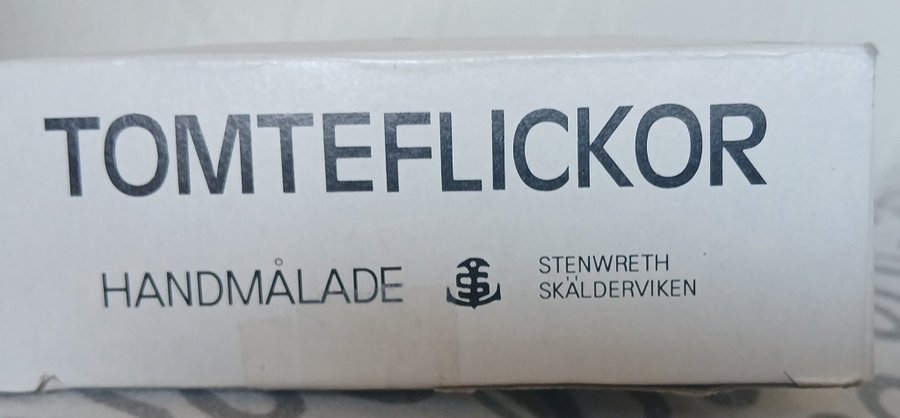 TOMTEFLICKOR
HANDMÅLADE
STENWRETH
SKÄLDERVIKEN